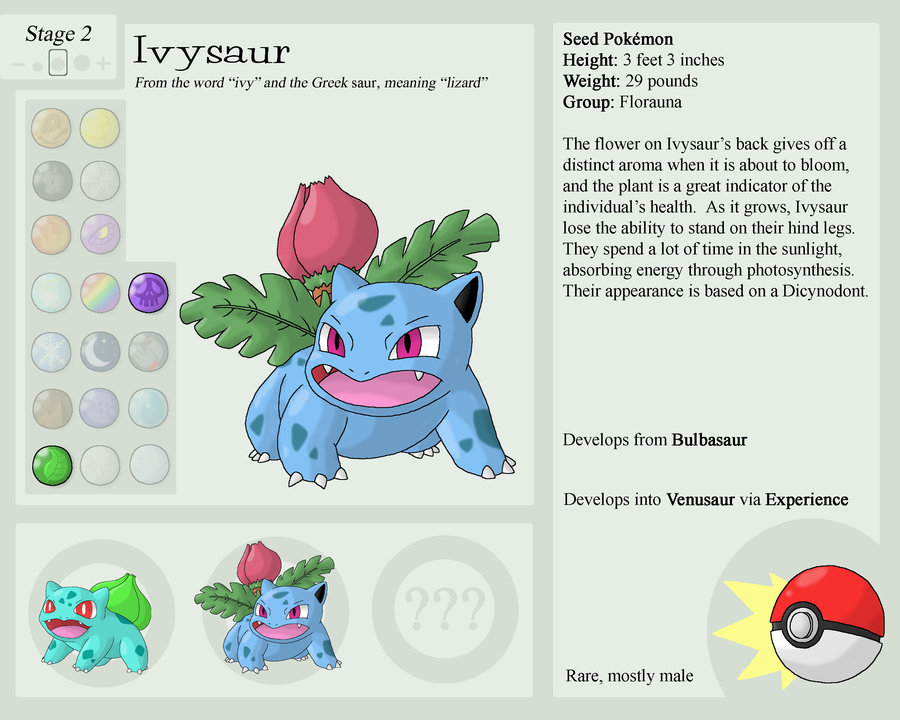 Stage 2
Ivysaur
From the word “ivy” and the Greek saur, meaning “lizard”
Seed Pokémon
Height: 3 feet 3 inches
Weight: 29 pounds
Group: Florauna
The flower on Ivysaur’s back gives off a
distinct aroma when it is about to bloom,
and the plant is a great indicator of the
individual’s health.  As it grows, Ivysaur
lose the ability to stand on their hind legs.
They spend a lot of time in the sunlight,
absorbing energy through photosynthesis.
Their appearance is based on a Dicynodont.
Develops from Bulbasaur
Develops into Venusaur via Experience
???
Rare, mostly male